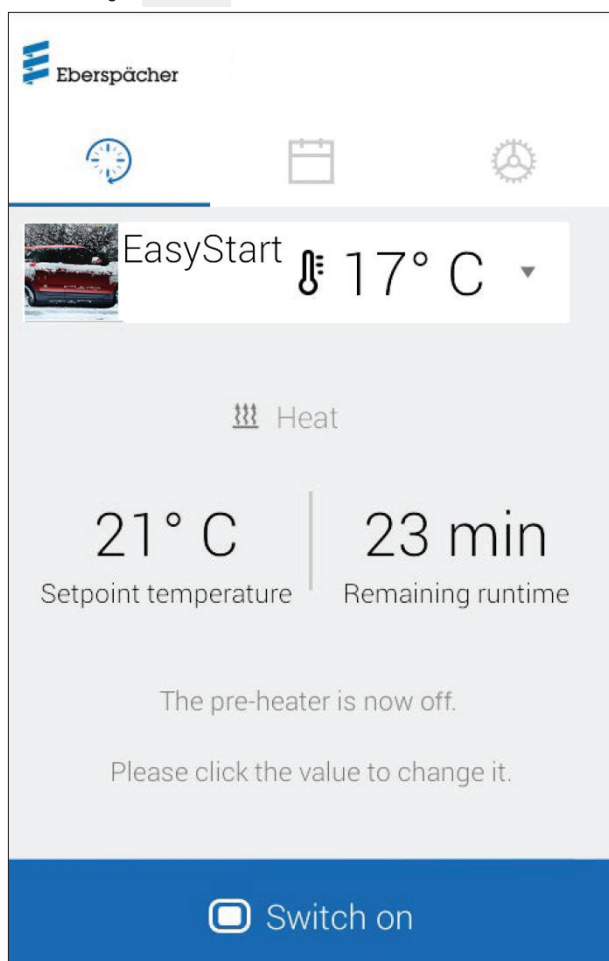 Eberspächer
EasyStart
17° C
Heat
21° C
23 min
Setpoint temperature
Remaining runtime
The pre-heater is now off.
Please click the value to change it.
Switch on